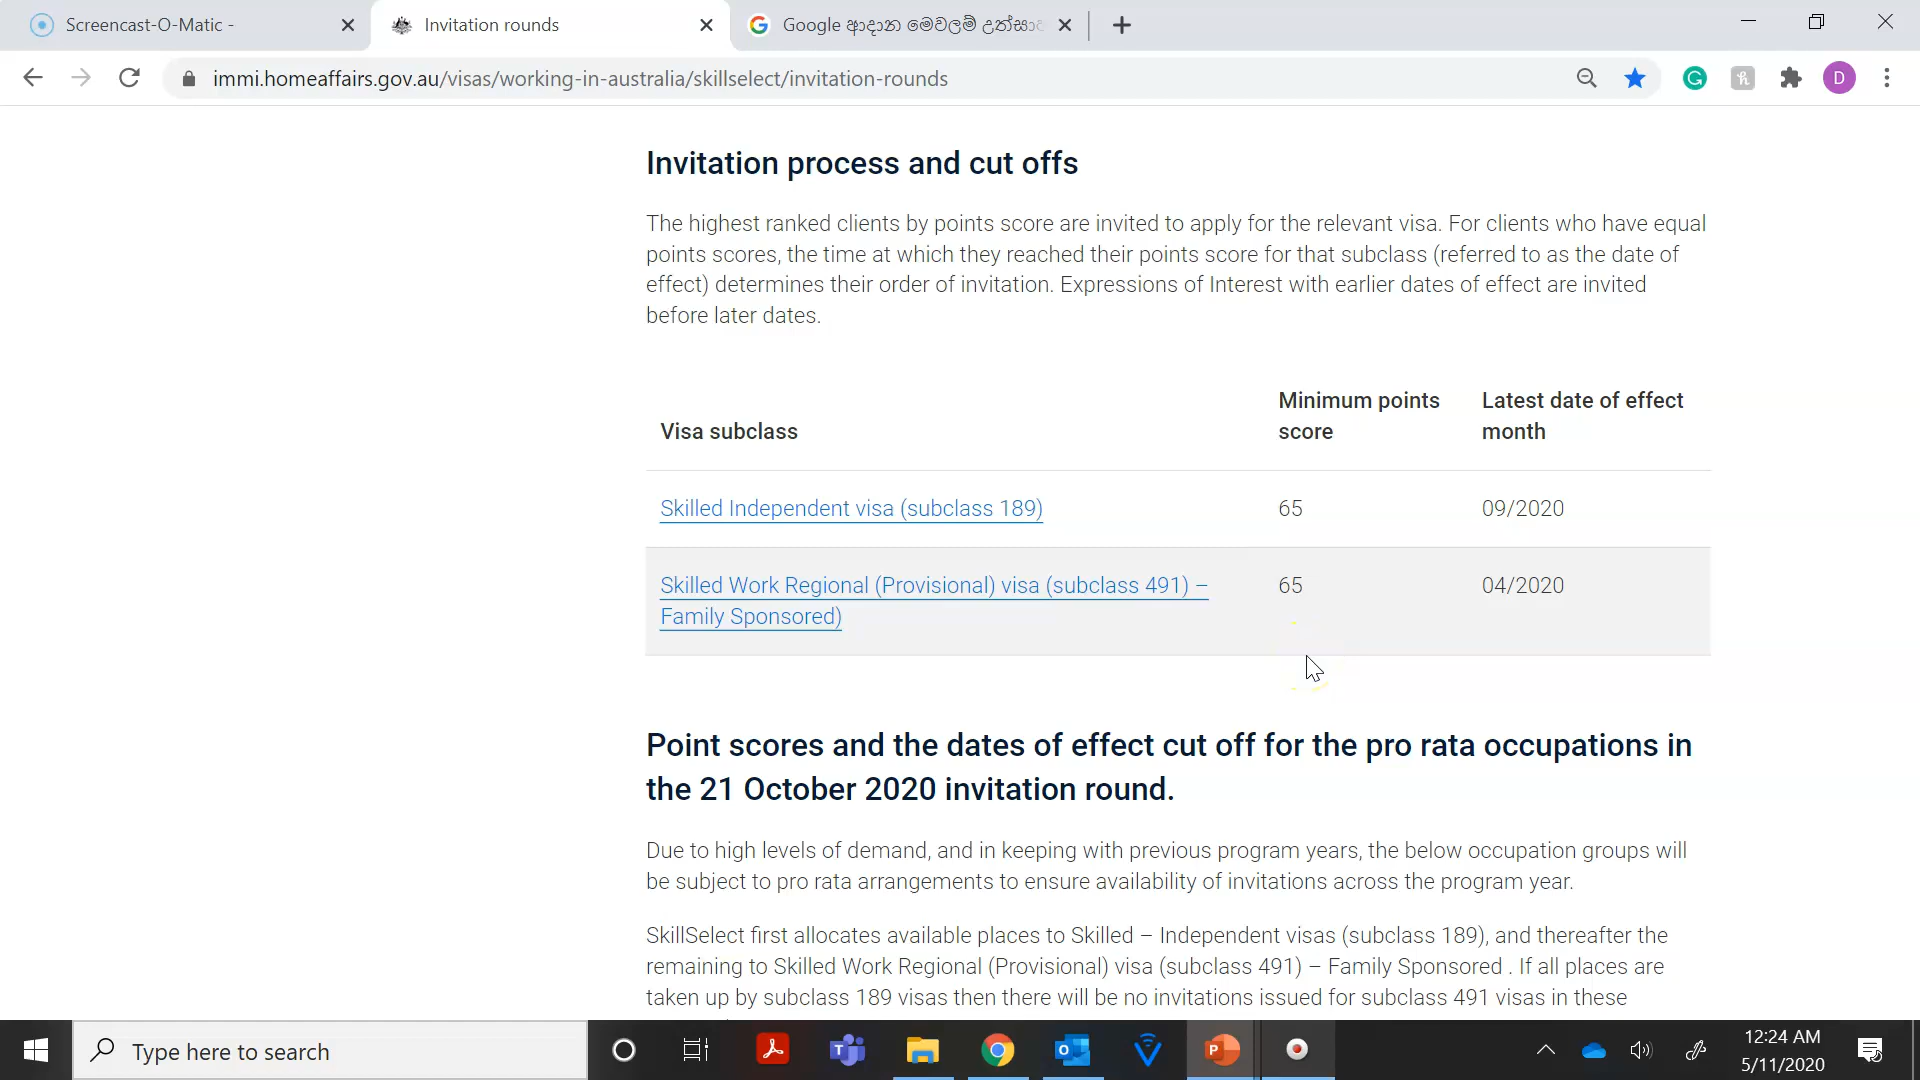 Screencast-O-Matic -
Invitation rounds
Google ආදාන මෙවලම් උත්සාහ
immi.homeaffairs.gov.au/visas/working-in-australia/skillselect/invitation-rounds
D
Invitation process and cut offs
The highest ranked clients by points score are invited to apply for the relevant visa. For clients who have equal
points scores, the time at which they reached their points score for that subclass (referred to as the date of
effect) determines their order of invitation. Expressions of Interest with earlier dates of effect are invited
before later dates.
Visa subclass
Minimum points
score
Latest date of effect
month
Skilled Independent visa (subclass 189)
65
09/2020
Skilled Work Regional (Provisional) visa (subclass 491) –
Family Sponsored)
65
04/2020
Point scores and the dates of effect cut off for the pro rata occupations in
the 21 October 2020 invitation round.
Due to high levels of demand, and in keeping with previous program years, the below occupation groups will
be subject to pro rata arrangements to ensure availability of invitations across the program year.
SkillSelect first allocates available places to Skilled – Independent visas (subclass 189), and thereafter the
remaining to Skilled Work Regional (Provisional) visa (subclass 491) – Family Sponsored . If all places are
taken up by subclass 189 visas then there will be no invitations issued for subclass 491 visas in these
Type here to search
12:24 AM
5/11/2020